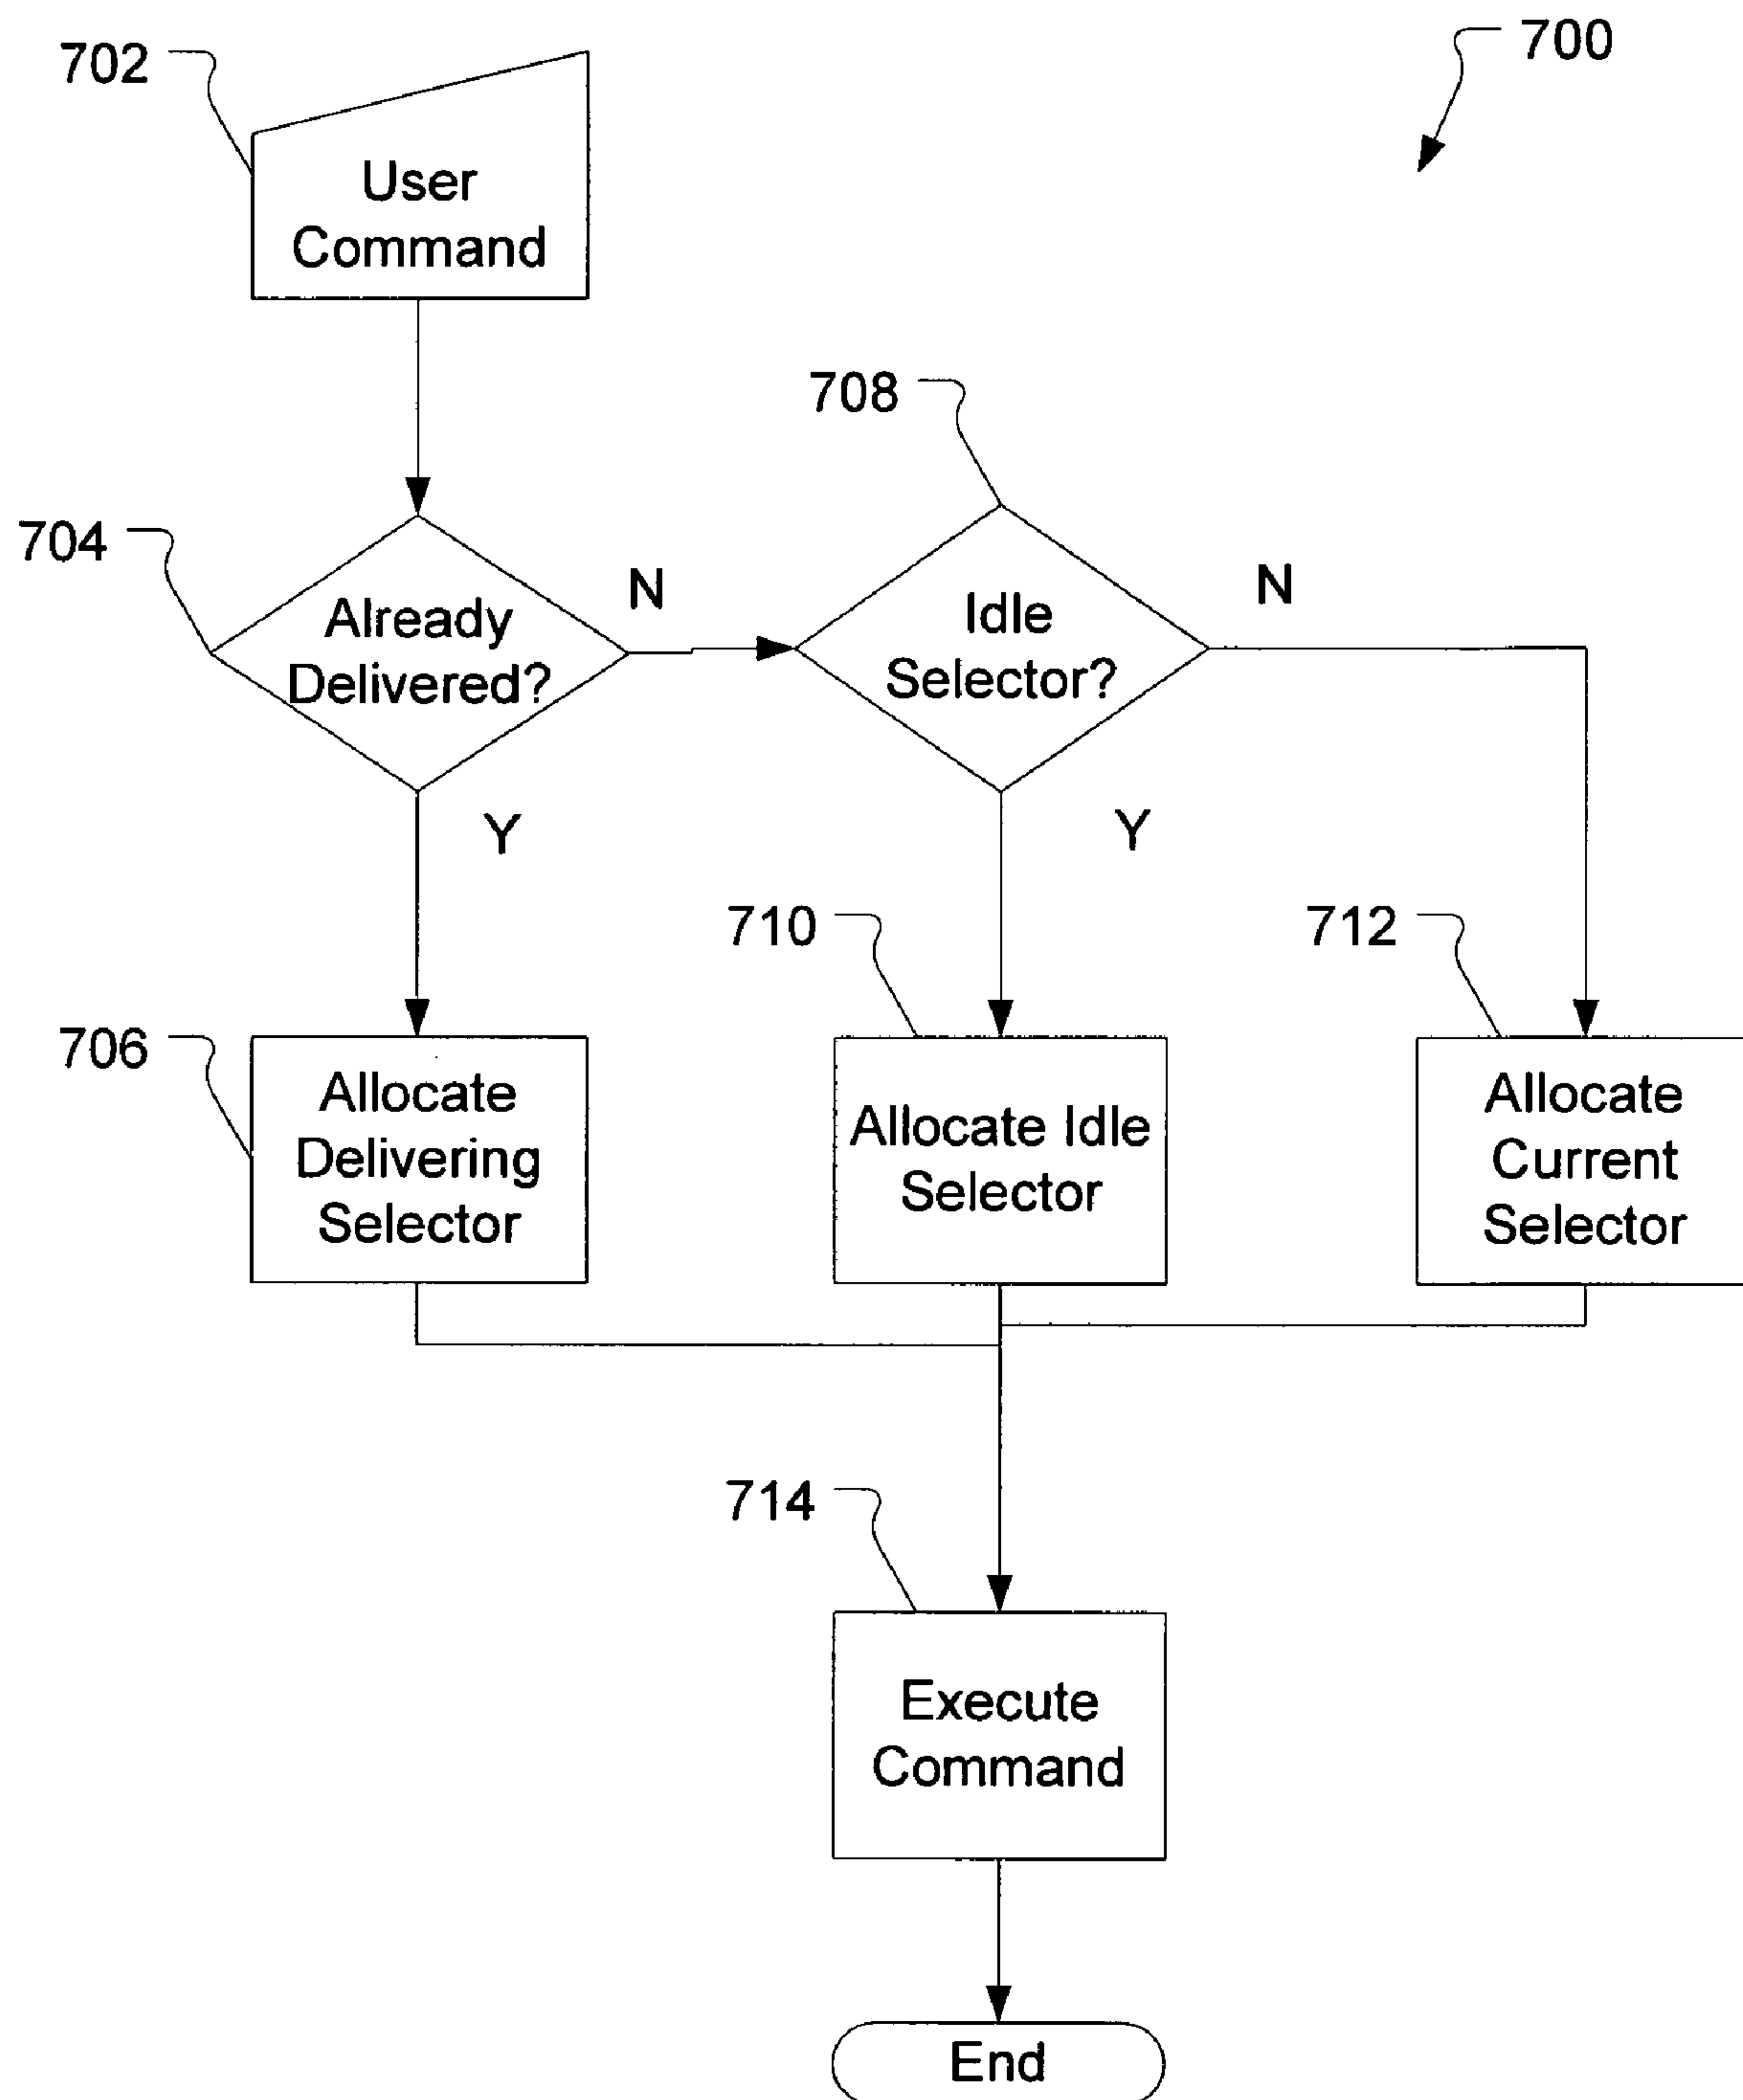 700
702
User
Command
708
704
Already
Delivered?
N
Idle
Selector?
N
Y
Y
710
712
706
Allocate
Delivering
Selector
Allocate Idle
Selector
Allocate
Current
Selector
714
Execute
Command
End